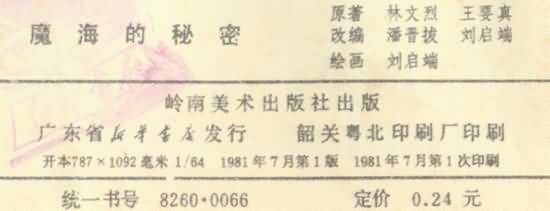 魔海的秘密
原著 林文烈 王要真
改编 潘晋拔 刘启端
绘画 刘启端
岭南美术出版社出版
广东省新华书店发行 韶关粤北印刷厂印刷
开本787×1092毫米 1/64 1981年7月第1版 1981年7月第1次印刷
统一书号 8260·0066 定价 0.24元